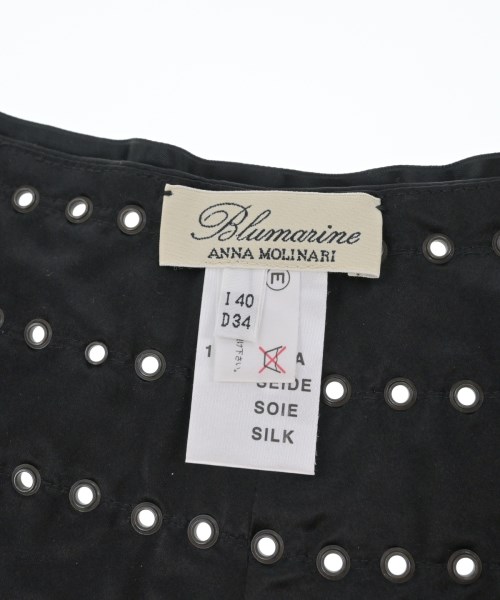 Blumarine
ANNA MOLINARI
E
I 40
D 34
SEIDE
SOIE
SILK